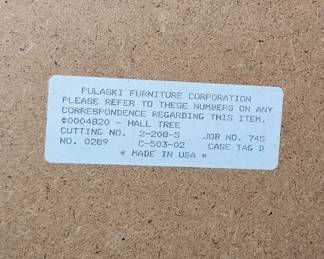 PULASKI FURNITURE CORPORATION
PLEASE REFER TO THESE NUMBERS ON ANY
CORRESPONDENCE REGARDING THIS ITEM.
©0004820 - HALL TREE
CUTTING NO. 2-208-5 JOB NO. 745
NO. 0289 C-503-02 CASE TAG D
* MADE IN USA *